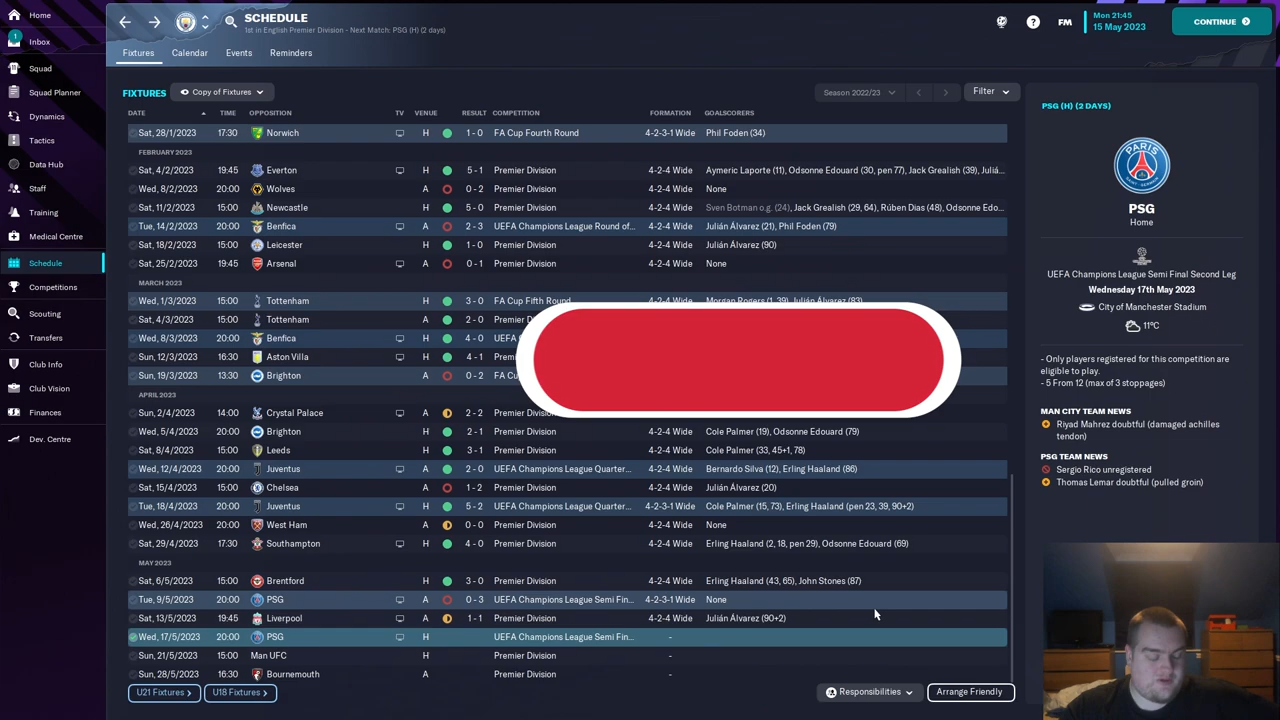 Home
1
Inbox
Squad
Squad Planner
Dynamics
Tactics
Data Hub
Staff
Training
Medical Centre
Schedule
Competitions
Scouting
Transfers
Club Info
Club Vision
Finances
Dev. Centre
SCHEDULE
1st in English Premier Division - Next Match: PSG (H) (2 days)
FM
Mon 21:45
15 May 2023
CONTINUE
Fixtures Calendar Events Reminders
FIXTURES Copy of Fixtures Season 2022/23 Filter
DATE TIME OPPOSITION TV VENUE RESULT COMPETITION FORMATION GOALSCORERS
Sat, 28/1/2023 17:30 Norwich H 1 - 0 FA Cup Fourth Round 4-2-3-1 Wide Phil Foden (34)
FEBRUARY 2023
Sat, 4/2/2023 19:45 Everton H 5 - 1 Premier Division 4-2-4 Wide Aymeric Laporte (11), Odsonne Edouard (30, pen 77), Jack Grealish (39), Juliá...
Wed, 8/2/2023 20:00 Wolves A 0 - 2 Premier Division 4-2-4 Wide None
Sat, 11/2/2023 15:00 Newcastle H 5 - 0 Premier Division 4-2-4 Wide Sven Botman o.g. (24), Jack Grealish (29, 64), Rúben Dias (48), Odsonne Edo...
Tue, 14/2/2023 20:00 Benfica A 2 - 3 UEFA Champions League Round of... 4-2-4 Wide Julián Álvarez (21), Phil Foden (79)
Sat, 18/2/2023 15:00 Leicester H 1 - 0 Premier Division 4-2-4 Wide Julián Álvarez (90)
Sat, 25/2/2023 19:45 Arsenal A 0 - 1 Premier Division 4-2-4 Wide None
MARCH 2023
Wed, 1/3/2023 15:00 Tottenham H 3 - 0 FA Cup Fifth Round 4-2-4 Wide Morgan Rogers (1, 39), Julián Álvarez (83)
Sat, 4/3/2023 15:00 Tottenham A 2 - 0 Premier D
Wed, 8/3/2023 20:00 Benfica H 4 - 0 UEFA
Sun, 12/3/2023 16:30 Aston Villa H 4 - 1 Premi
Sun, 19/3/2023 13:30 Brighton A 0 - 2 FA Cu
APRIL 2023
Sun, 2/4/2023 14:00 Crystal Palace A 2 - 2 Premier Division 4-2-4 Wide
Wed, 5/4/2023 20:00 Brighton H 2 - 1 Premier Division 4-2-4 Wide Cole Palmer (19), Odsonne Edouard (79)
Sat, 8/4/2023 15:00 Leeds H 3 - 1 Premier Division 4-2-4 Wide Cole Palmer (33, 45+1, 78)
Wed, 12/4/2023 20:00 Juventus A 2 - 0 UEFA Champions League Quarter... 4-2-4 Wide Bernardo Silva (12), Erling Haaland (86)
Sat, 15/4/2023 15:00 Chelsea A 1 - 2 Premier Division 4-2-4 Wide Julián Álvarez (20)
Tue, 18/4/2023 20:00 Juventus H 5 - 2 UEFA Champions League Quarter... 4-2-3-1 Wide Cole Palmer (15, 73), Erling Haaland (pen 23, 39, 90+2)
Wed, 26/4/2023 20:00 West Ham A 0 - 0 Premier Division 4-2-4 Wide None
Sat, 29/4/2023 17:30 Southampton H 4 - 0 Premier Division 4-2-4 Wide Erling Haaland (2, 18, pen 29), Odsonne Edouard (69)
MAY 2023
Sat, 6/5/2023 15:00 Brentford H 3 - 0 Premier Division 4-2-4 Wide Erling Haaland (43, 65), John Stones (87)
Tue, 9/5/2023 20:00 PSG A 0 - 3 UEFA Champions League Semi Fin... 4-2-3-1 Wide None
Sat, 13/5/2023 19:45 Liverpool A 1 - 1 Premier Division 4-2-4 Wide Julián Álvarez (90+2)
Wed, 17/5/2023 20:00 PSG H UEFA Champions League Semi Fin... -
Sun, 21/5/2023 15:00 Man UFC H Premier Division -
Sun, 28/5/2023 16:30 Bournemouth A Premier Division -
U21 Fixtures U18 Fixtures Responsibilities Arrange Friendly
PSG (H) (2 DAYS)
PARIS
PSG
Home
UEFA Champions League Semi Final Second Leg
Wednesday 17th May 2023
City of Manchester Stadium
11°C
- Only players registered for this competition are
eligible to play.
- 5 From 12 (max of 3 stoppages)
MAN CITY TEAM NEWS
Riyad Mahrez doubtful (damaged achilles
tendon)
PSG TEAM NEWS
Sergio Rico unregistered
Thomas Lemar doubtful (pulled groin)